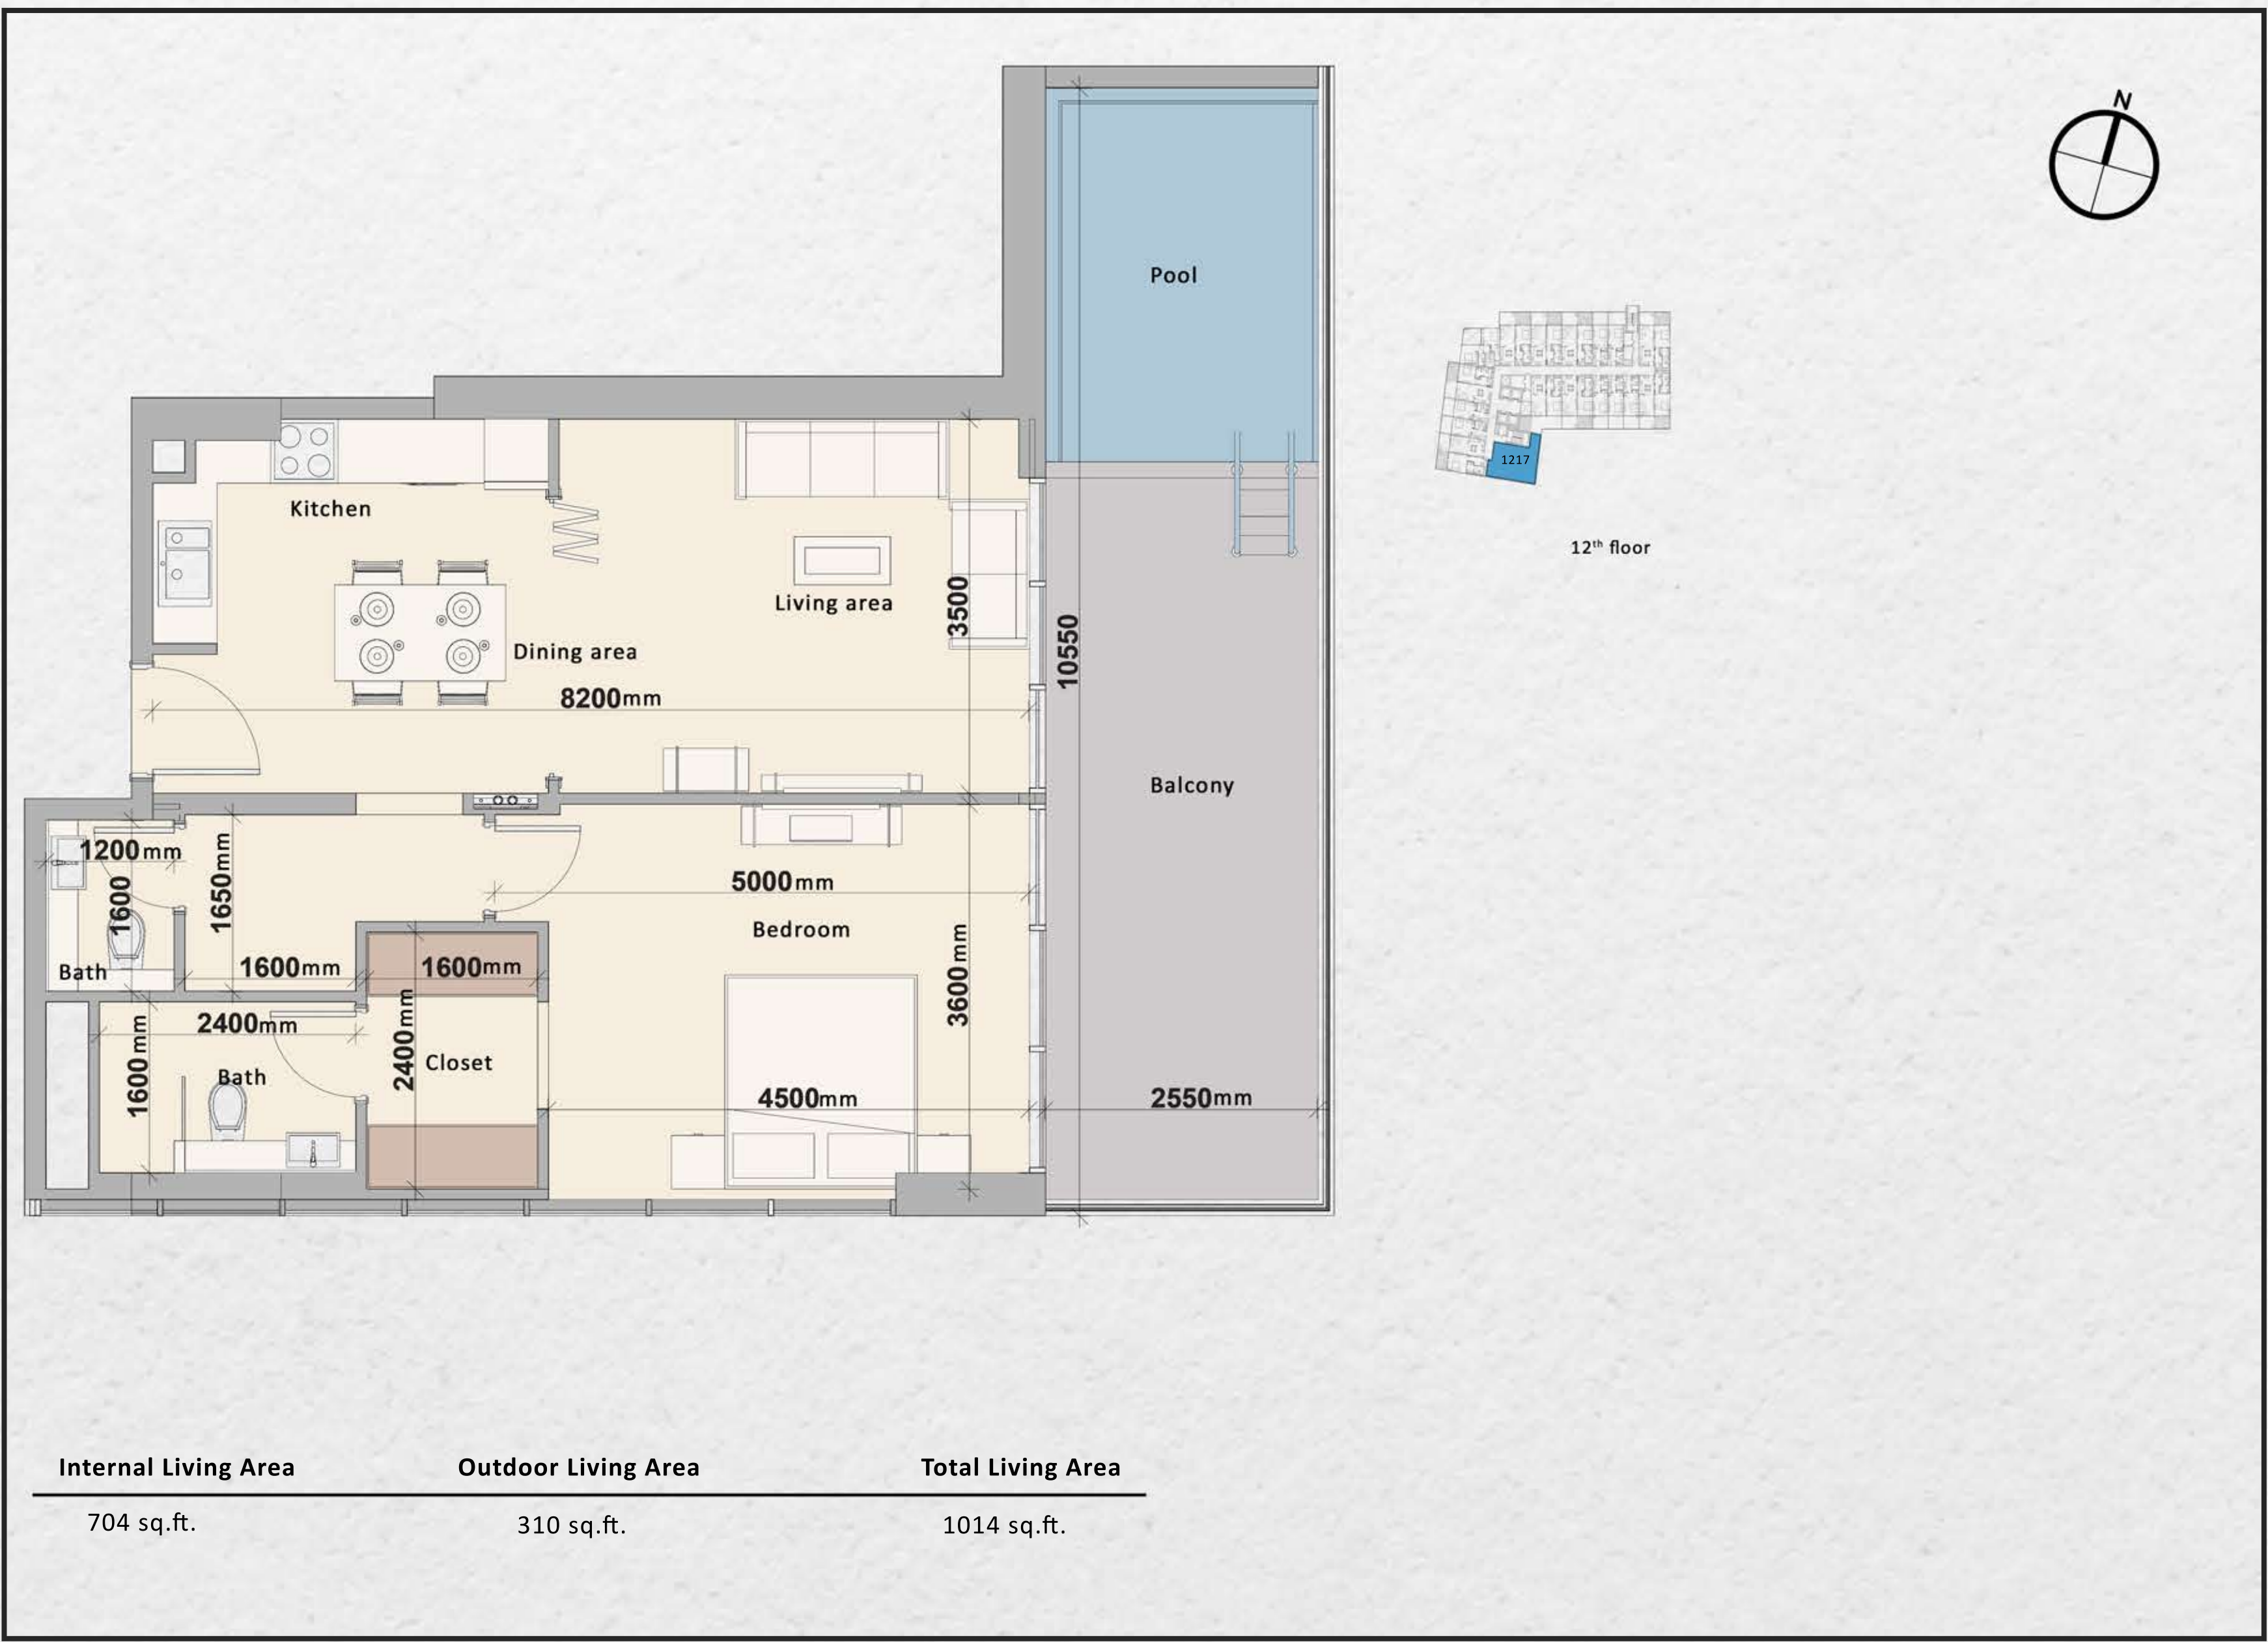 N
Pool
1217
12th floor
Kitchen
Living area
3500
10550
Dining area
8200mm
Balcony
1200mm
1600
1650mm
5000mm
Bedroom
3600mm
Bath
1600mm
1600mm
2400mm
2400mm
1600mm
Bath
Closet
4500mm
2550mm
Internal Living Area
Outdoor Living Area
Total Living Area
704 sq.ft.
310 sq.ft.
1014 sq.ft.